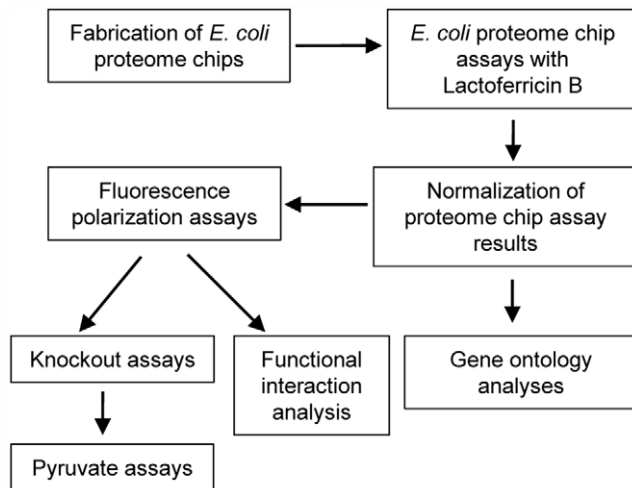 Fabrication of E. coli
proteome chips
E. coli proteome chip
assays with
Lactoferricin B
Normalization of
proteome chip assay
results
Fluorescence
polarization assays
Gene ontology
analyses
Knockout assays
Functional
interaction
analysis
Pyruvate assays